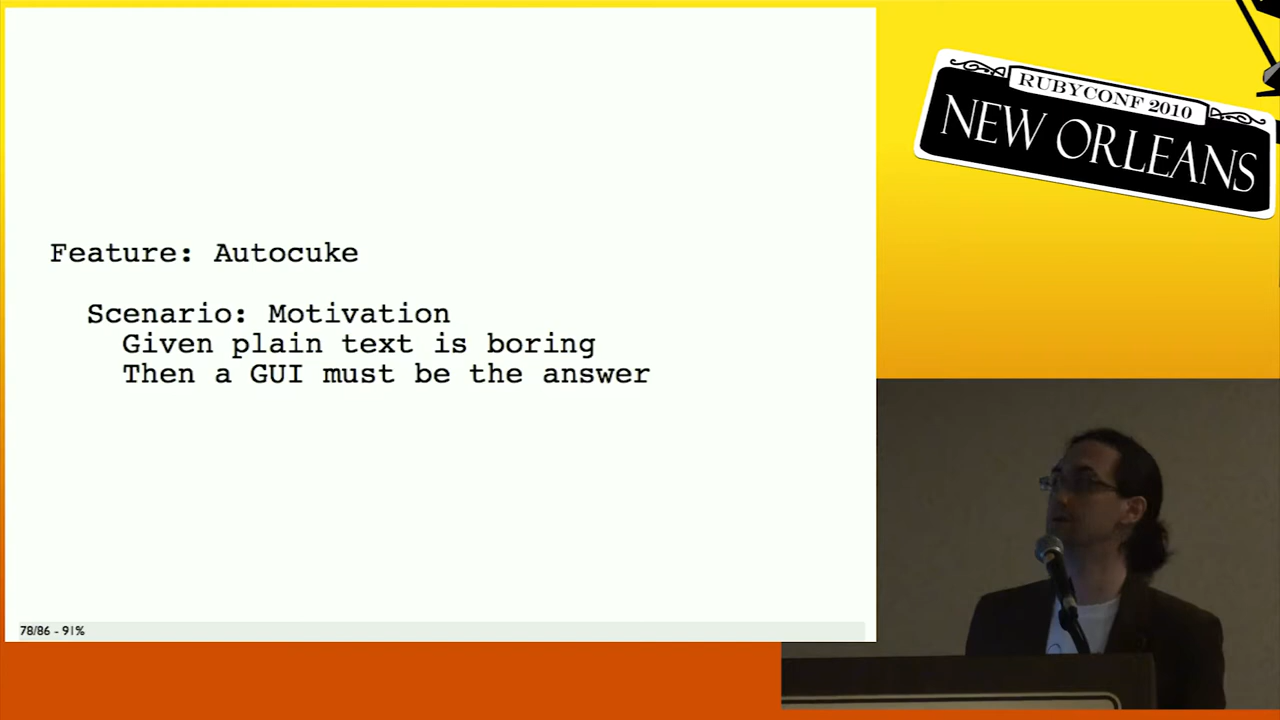 Feature: Autocuke
Scenario: Motivation
Given plain text is boring
Then a GUI must be the answer
78/86 - 91%
RUBYCONF 2010
NEW ORLEANS